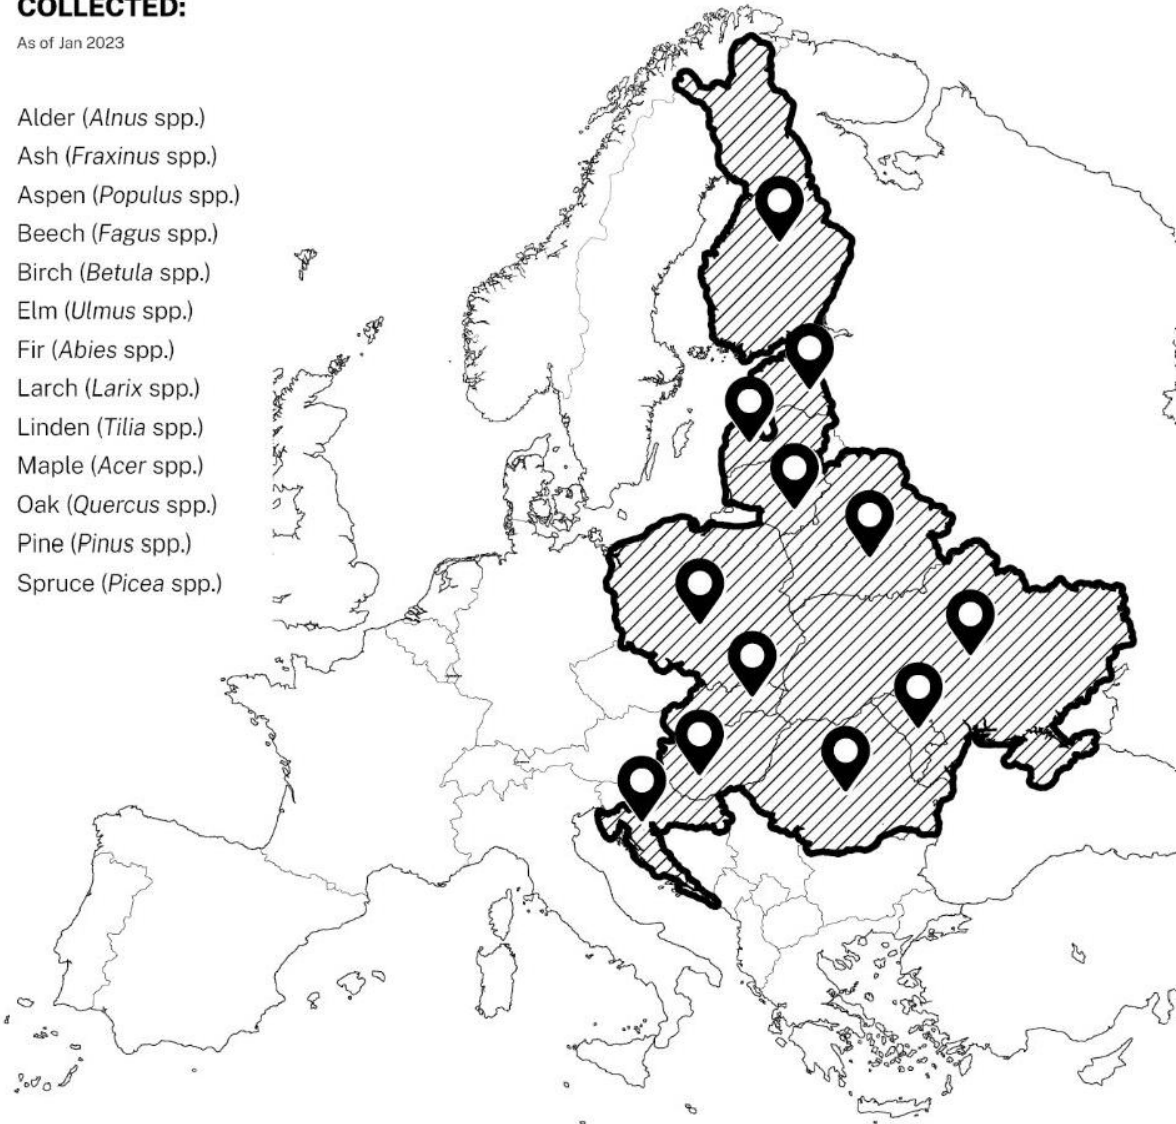 COLLECTED:
As of Jan 2023
Alder (Alnus spp.)
Ash (Fraxinus spp.)
Aspen (Populus spp.)
Beech (Fagus spp.)
Birch (Betula spp.)
Elm (Ulmus spp.)
Fir (Abies spp.)
Larch (Larix spp.)
Linden (Tilia spp.)
Maple (Acer spp.)
Oak (Quercus spp.)
Pine (Pinus spp.)
Spruce (Picea spp.)